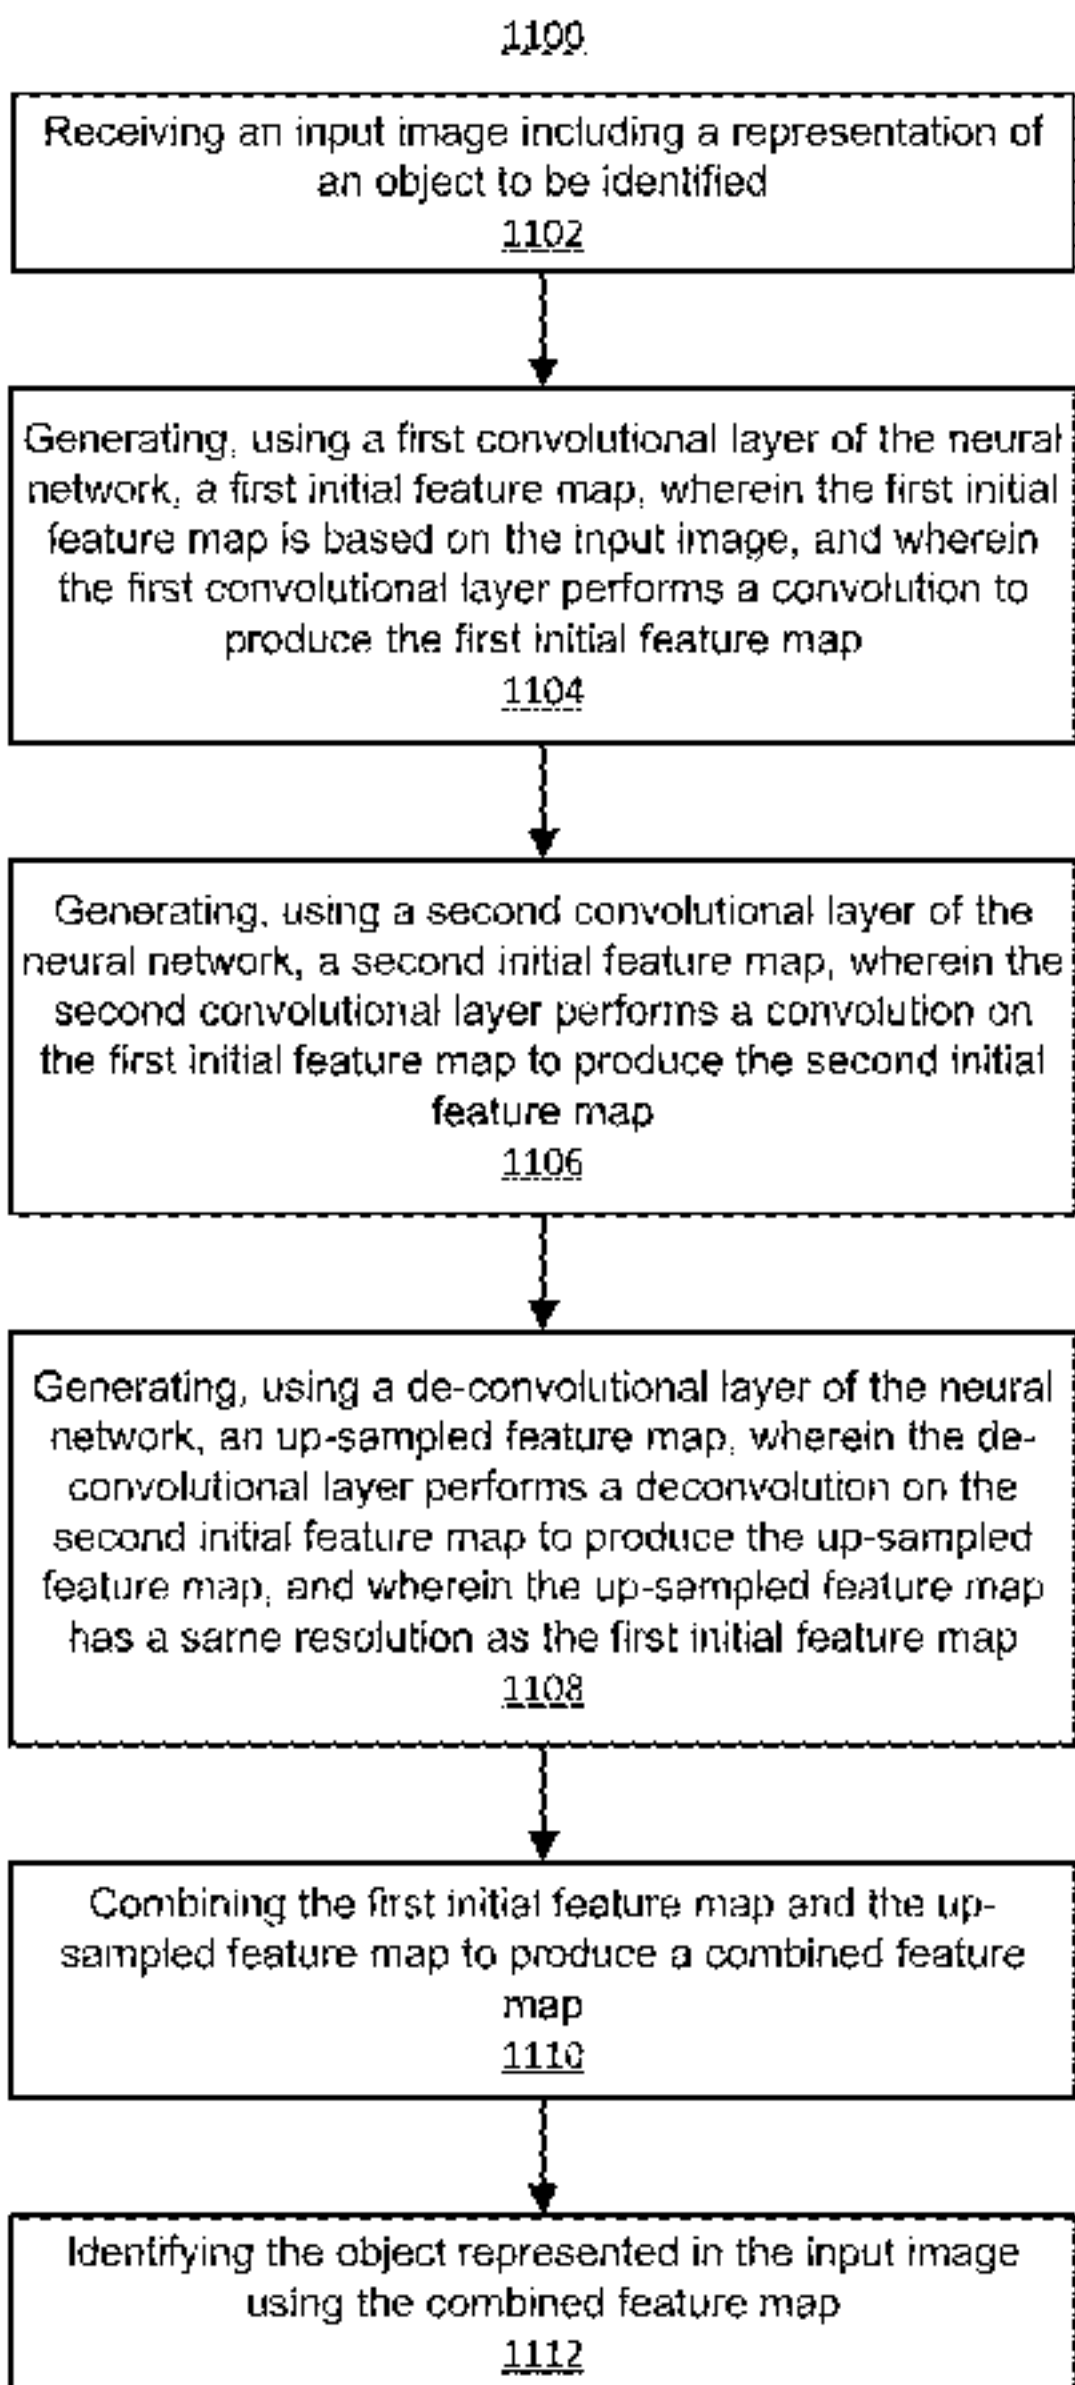 1100
Receiving an input image including a representation of
an object to be identified
1102
Generating, using a first convolutional layer of the neural
network, a first initial feature map, wherein the first initial
feature map is based on the input image, and wherein
the first convolutional layer performs a convolution to
produce the first initial feature map
1104
Generating, using a second convolutional layer of the
neural network, a second initial feature map, wherein the
second convolutional layer performs a convolution on
the first initial feature map to produce the second initial
feature map
1106
Generating, using a de-convolutional layer of the neural
network, an up-sampled feature map, wherein the de-
convolutional layer performs a deconvolution on the
second initial feature map to produce the up-sampled
feature map, and wherein the up-sampled feature map
has a same resolution as the first initial feature map
1108
Combining the first initial feature map and the up-
sampled feature map to produce a combined feature
map
1110
Identifying the object represented in the input image
using the combined feature map
1112